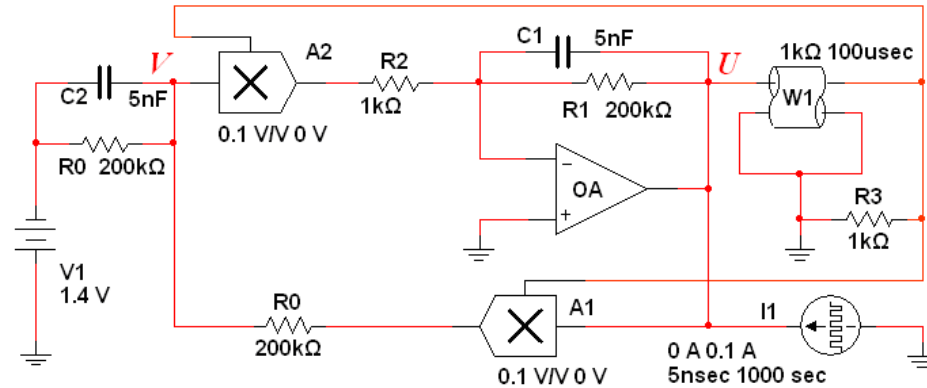 V
A2
R2
1kΩ
C1
5nF
U
1kΩ 100usec
W1
C2
5nF
R0 200kΩ
0.1 V/V 0 V
R1 200kΩ
−
OA
+
R3
1kΩ
V1
1.4 V
R0
200kΩ
A1
0.1 V/V 0 V
I1
0 A 0.1 A
5nsec 1000 sec